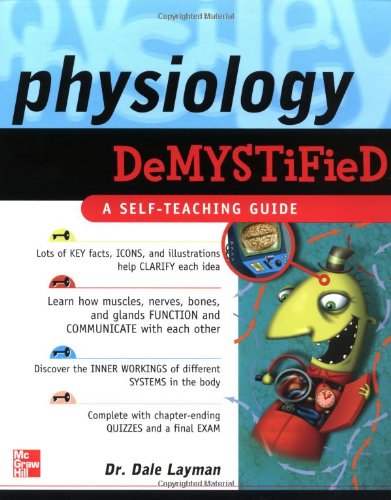 physiology
DeMYSTiFieD
A SELF-TEACHING GUIDE
Lots of KEY facts, ICONS, and illustrations
help CLARIFY each idea
Learn how muscles, nerves, bones,
and glands FUNCTION and
COMMUNICATE with each other
Discover the INNER WORKINGS of different
SYSTEMS in the body
Complete with chapter-ending
QUIZZES and a final EXAM
Mc
Graw
Hill
Dr. Dale Layman